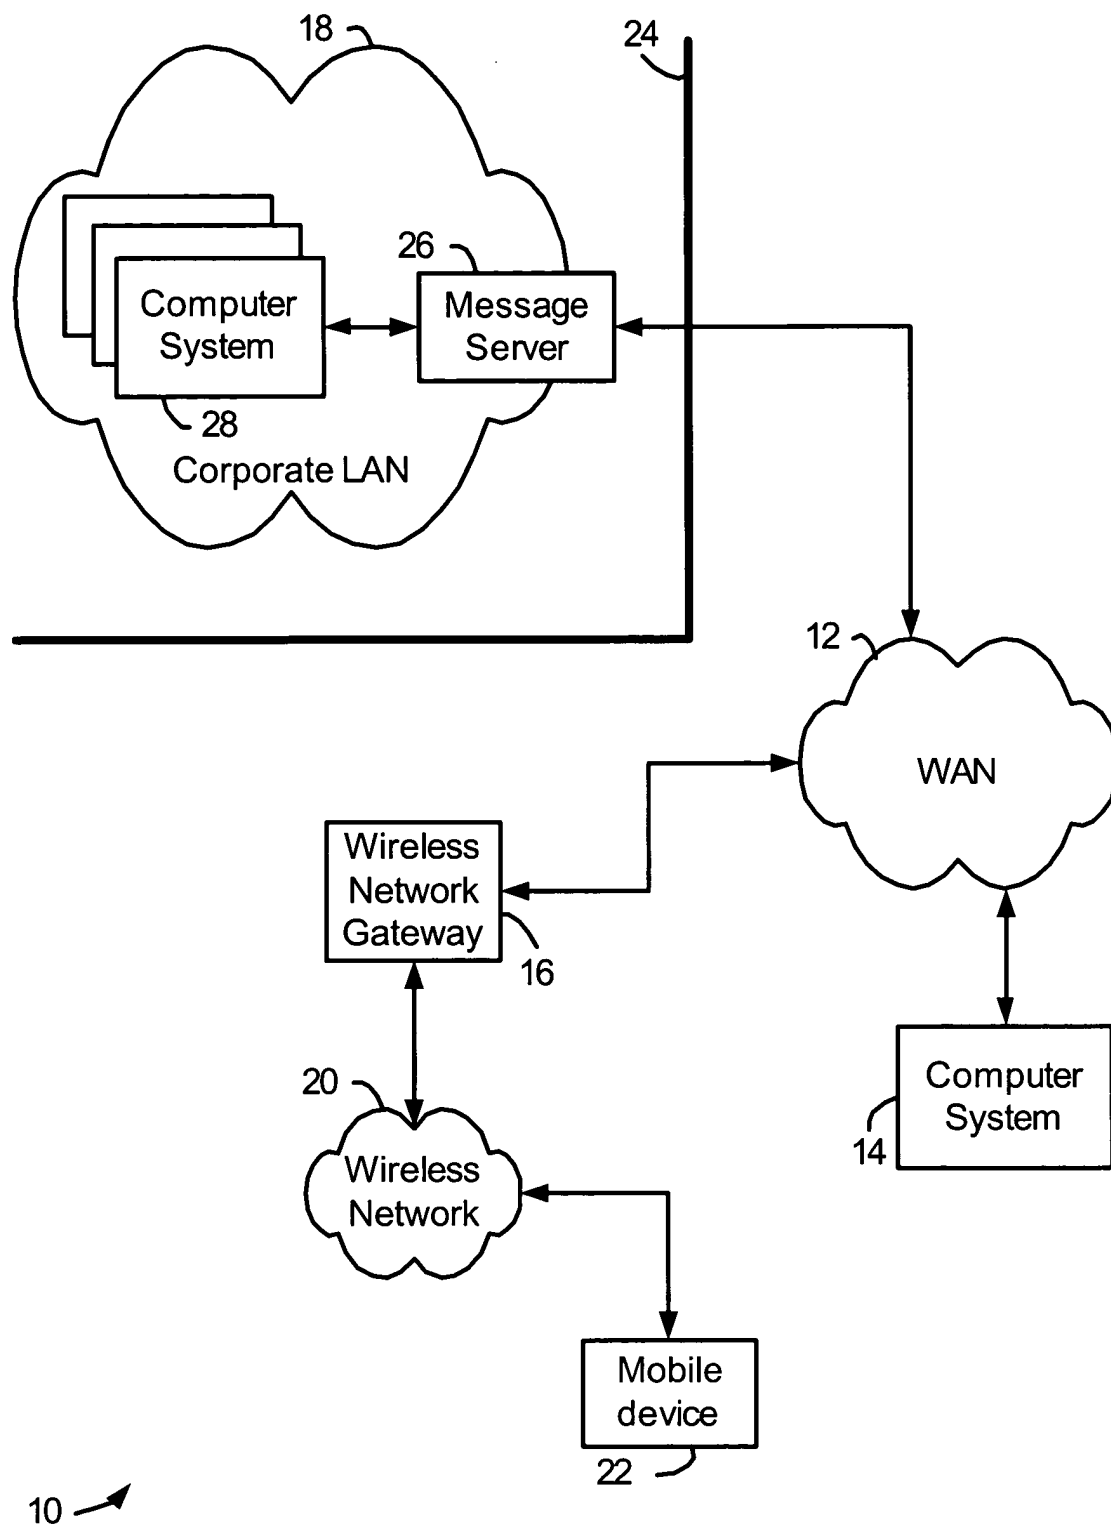 18
24
26
Computer
System
Message
Server
28
Corporate LAN
12
WAN
Wireless
Network
Gateway
16
20
Computer
System
14
Wireless
Network
Mobile
device
22
10